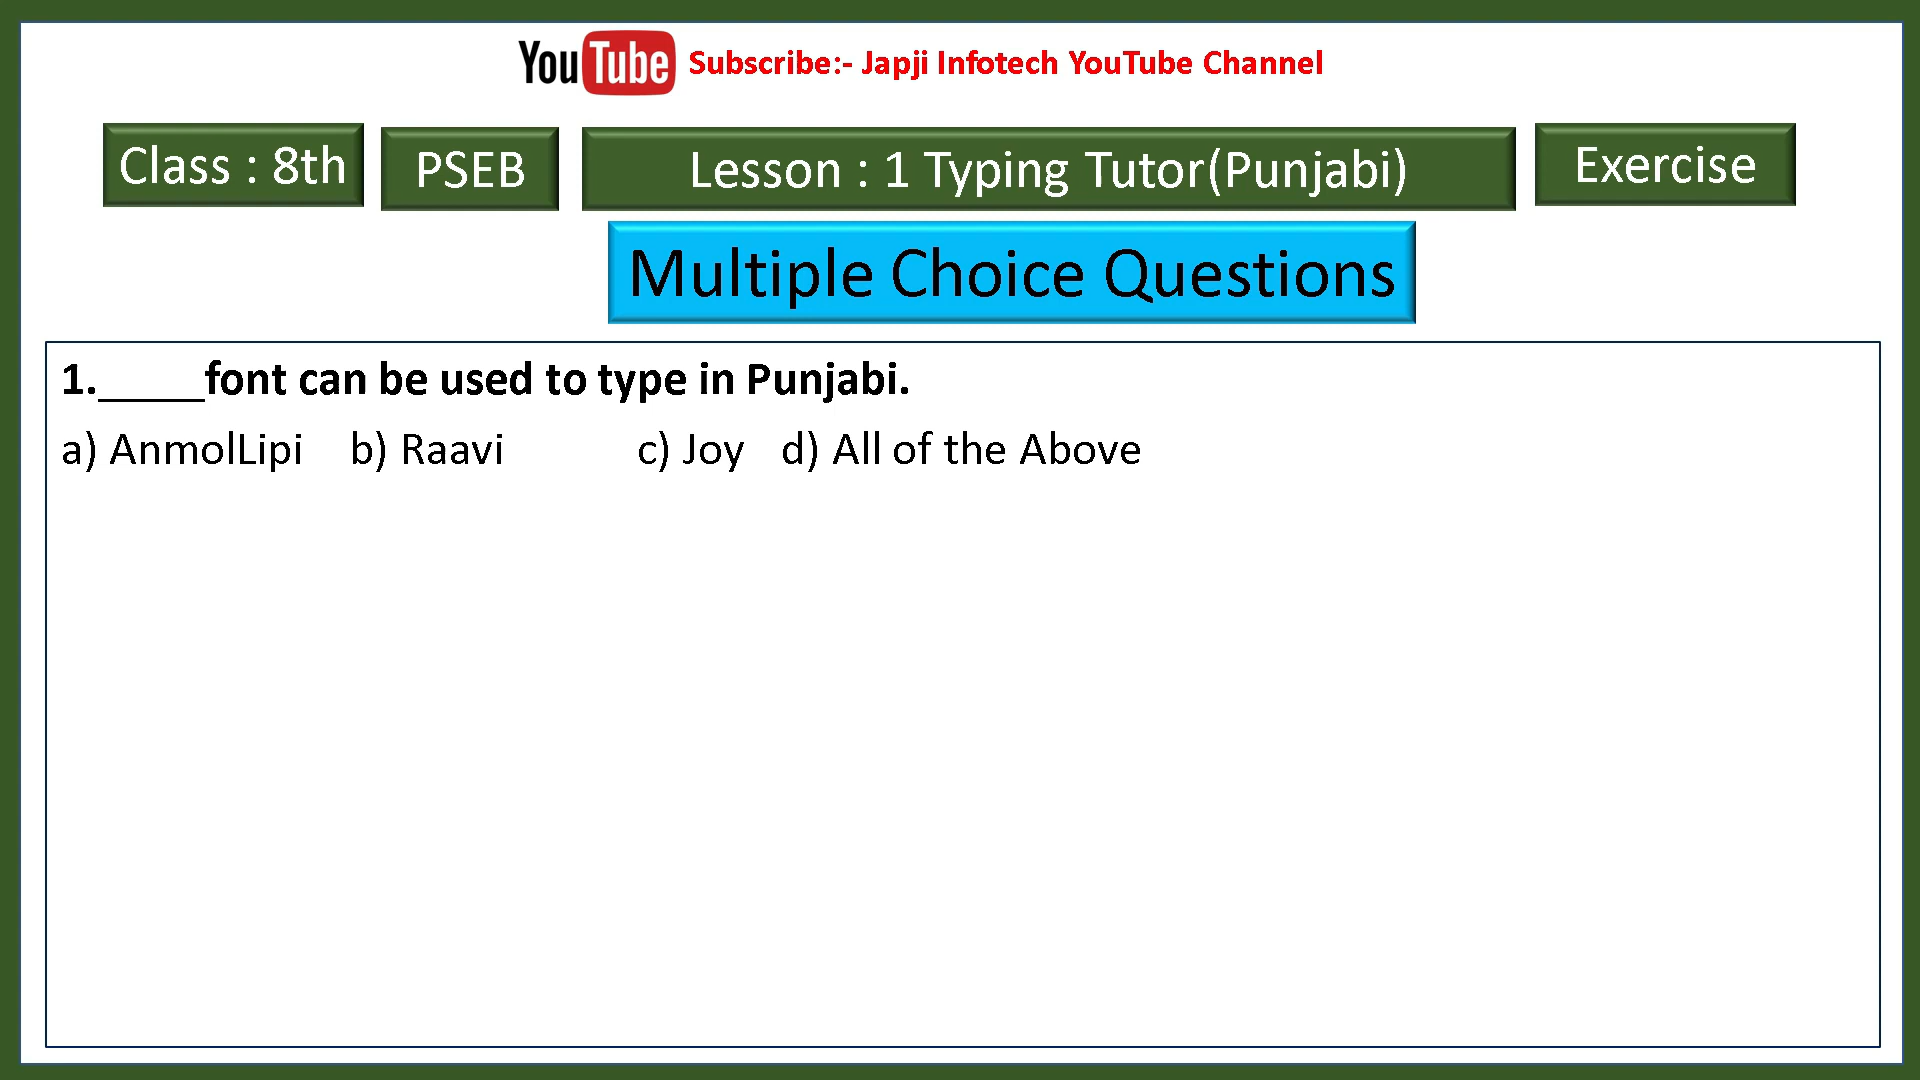 YouTube Subscribe:- Japji Infotech YouTube Channel
Class : 8th PSEB Lesson : 1 Typing Tutor(Punjabi) Exercise
Multiple Choice Questions
1._____font can be used to type in Punjabi.
a) AnmolLipi b) Raavi c) Joy d) All of the Above